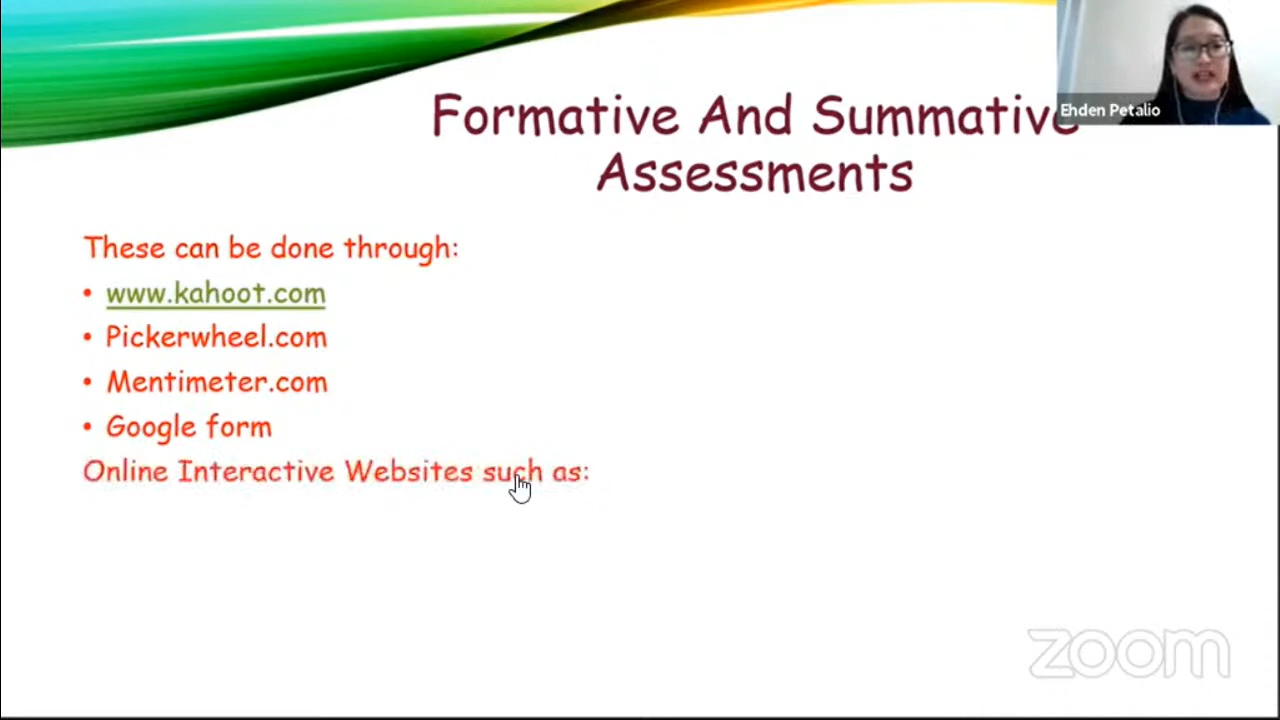 Formative And Summative
Assessments
Ehden Petalio
These can be done through:
• www.kahoot.com
• Pickerwheel.com
• Mentimeter.com
• Google form
Online Interactive Websites such as:
zoom